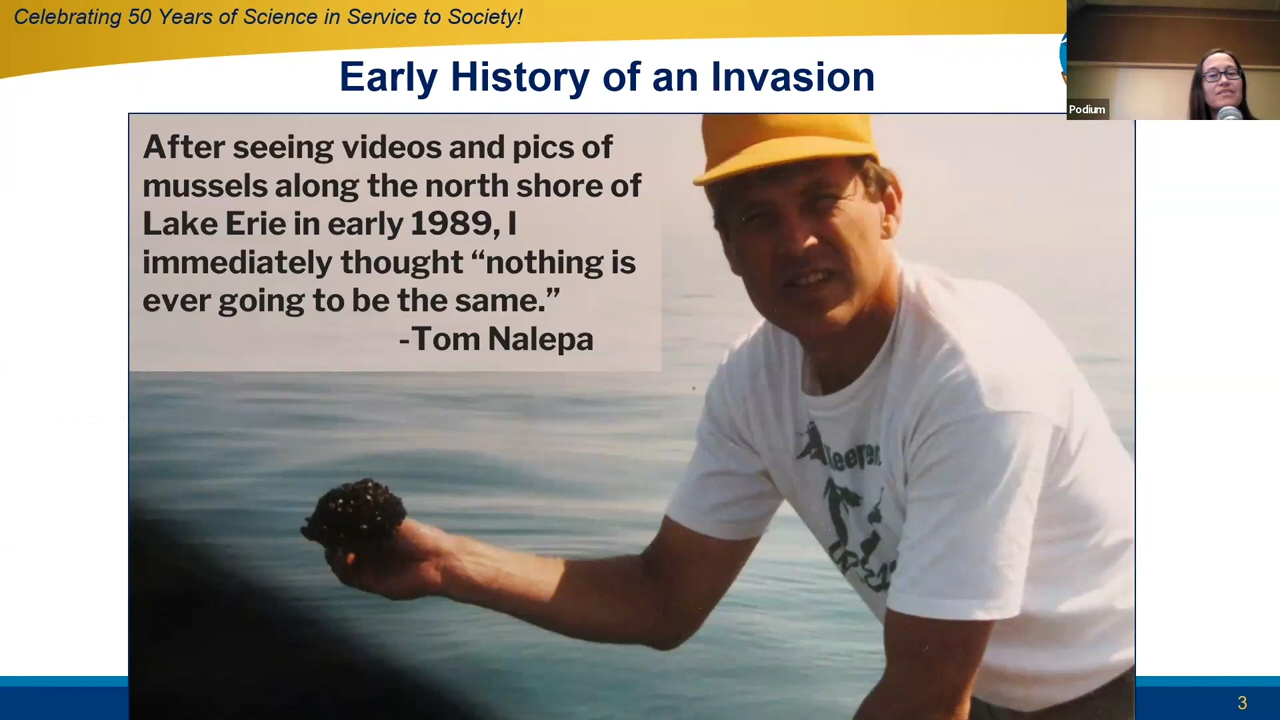 Celebrating 50 Years of Science in Service to Society!
Early History of an Invasion
Podium
After seeing videos and pics of
mussels along the north shore of
Lake Erie in early 1989, I
immediately thought “nothing is
ever going to be the same.”
-Tom Nalepa
3